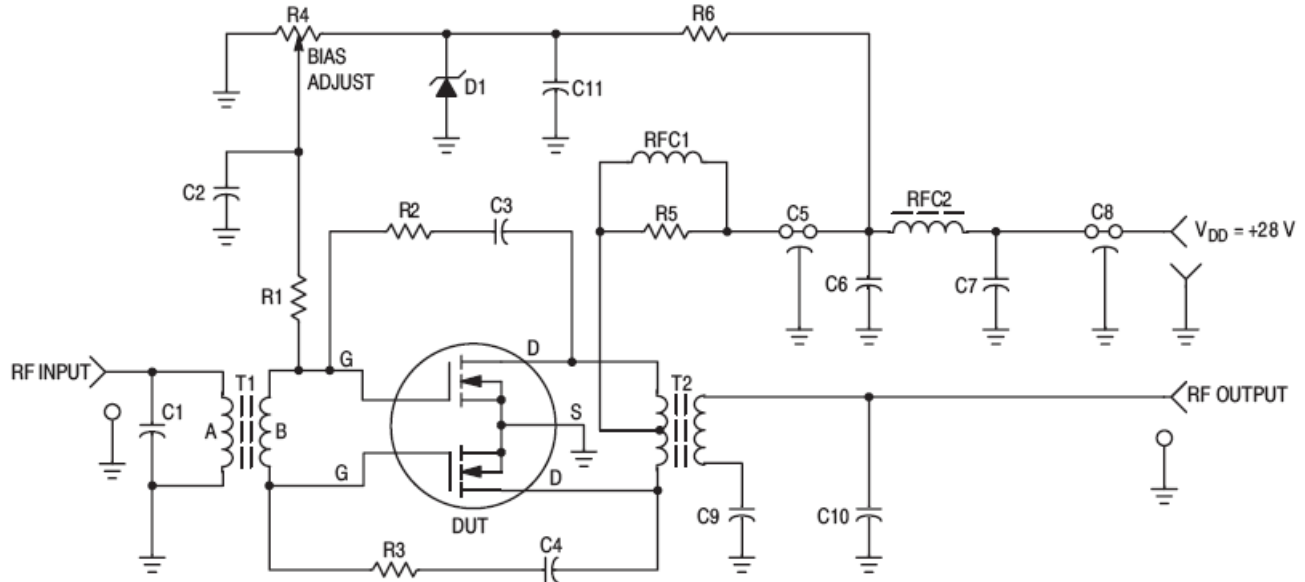 R4
R6
BIAS
ADJUST
D1
C11
RFC1
C2
R2
C3
R5
C5
RFC2
C8
V_DD = +28 V
R1
C6
C7
RF INPUT
G
D
T1
T2
RF OUTPUT
C1
A
B
S
G
D
DUT
C9
C10
R3
C4